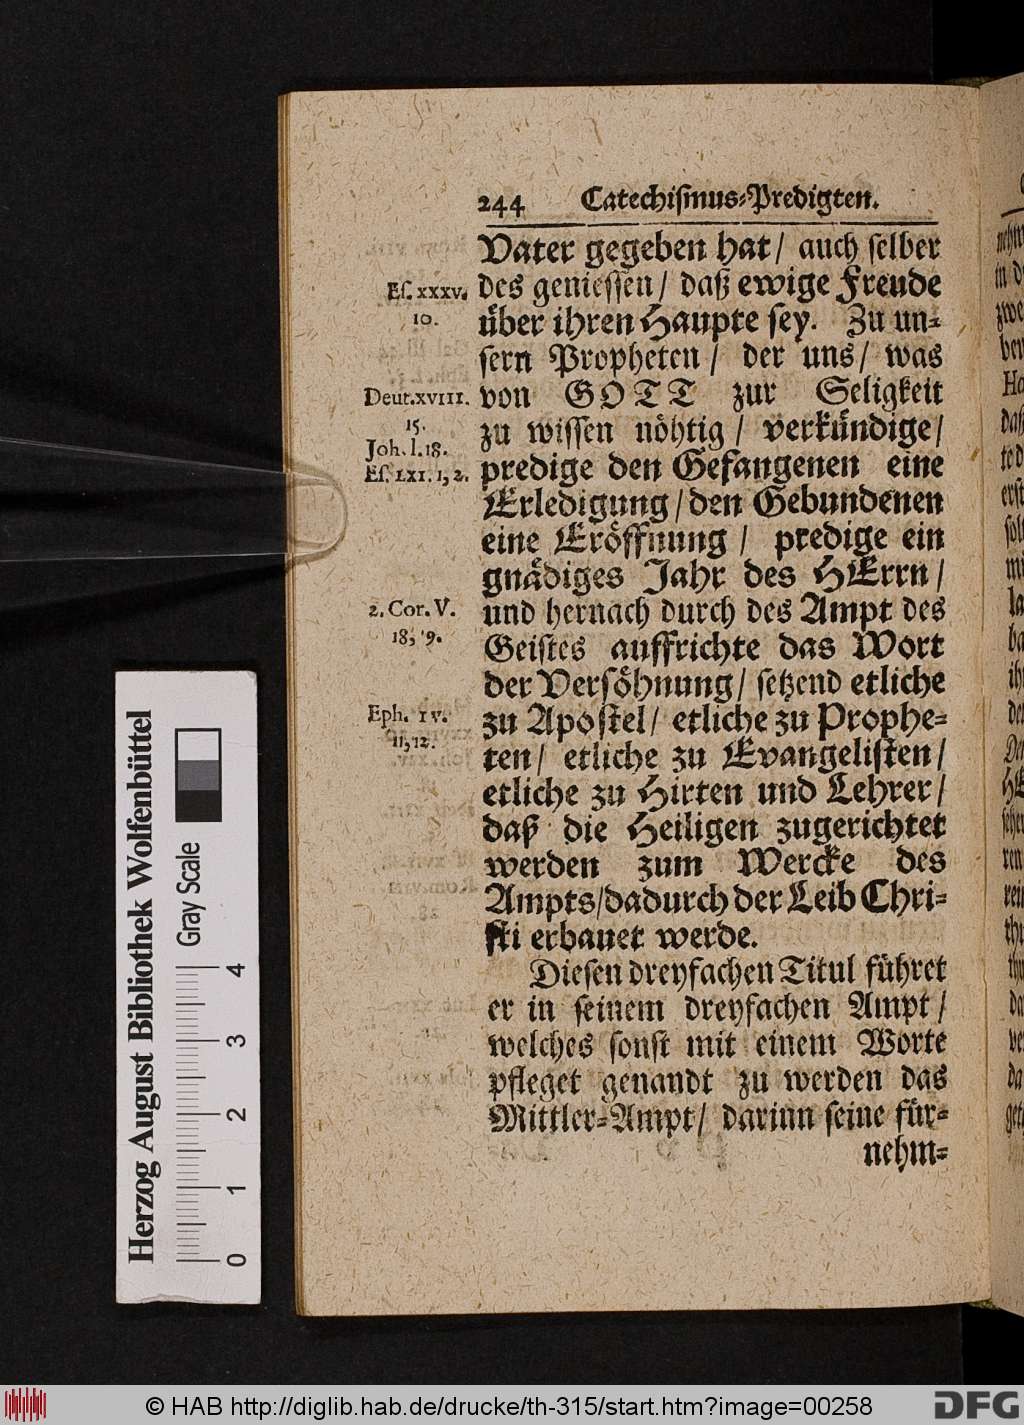 244 Catechiſmus-Predigten.
Vater gegeben hat/ auch ſelber
Eſ. xxxv. des genieſſen/ daß ewige Freude
10. über ihren Haupte ſey. Zu un-
ſern Propheten/ der uns/ was
Deut. xviii. von GOTT zur Seligkeit
15. zu wiſſen nöhtig/ verkündige/
Joh. I. 18.
Eſ. LXI. 1, 2. predige den Gefangenen eine
Erledigung/ den Gebundenen
eine Eröffnung/ predige ein
gnädiges Jahr des HErrn/
2. Cor. V. und hernach durch des Ampt des
18, 19. Geiſtes auffrichte das Wort
der Verſöhnung/ ſetzend etliche
Eph. IV. zu Apoſtel/ etliche zu Prophe-
11, 12. ten/ etliche zu Evangeliſten/
etliche zu Hirten und Lehrer/
daß die Heiligen zugerichtet
werden zum Wercke des
Ampts/ dadurch der Leib Chri-
ſti erbauet werde.
Dieſen dreyfachen Titul führet
er in ſeinem dreyfachen Ampt/
welches ſonſt mit einem Worte
pfleget genandt zu werden das
Mittler-Ampt/ darinn ſeine für-
nehm-
Herzog August Bibliothek Wolfenbüttel
Gray Scale
0 1 2 3 4
© HAB http://diglib.hab.de/drucke/th-315/start.htm?image=00258
DFG